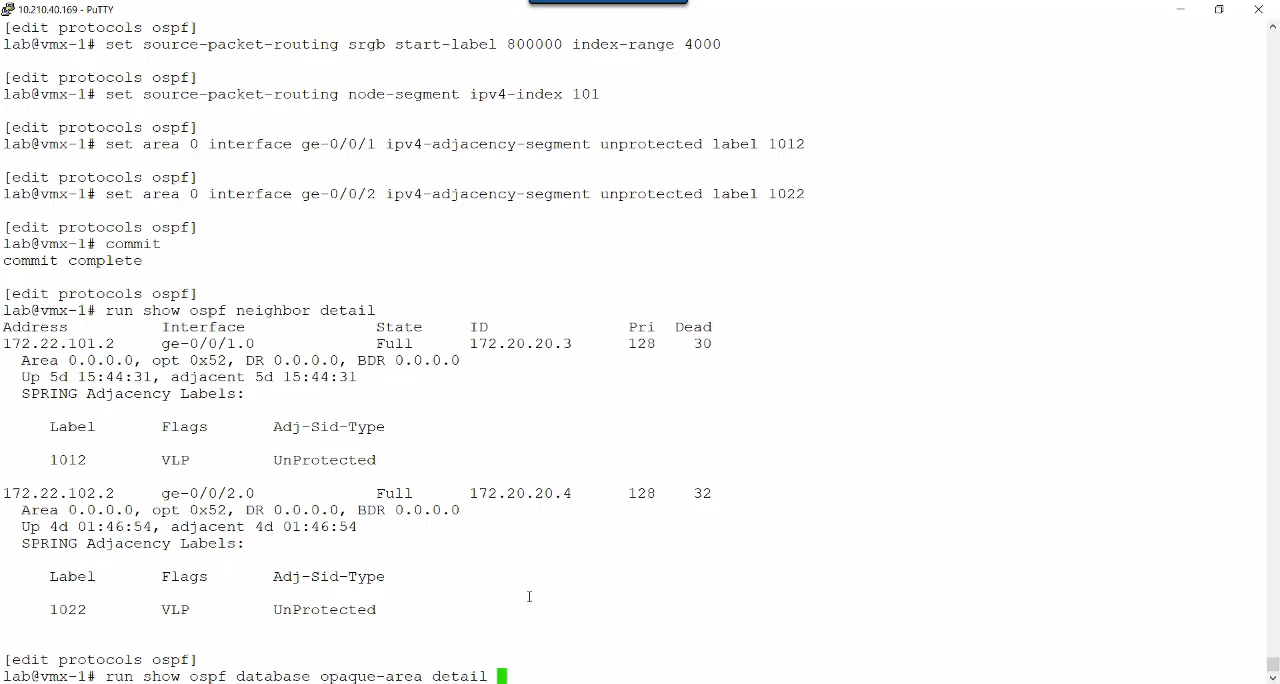 10.210.40.169 - PuTTY
[edit protocols ospf]
lab@vmx-1# set source-packet-routing srgb start-label 800000 index-range 4000
[edit protocols ospf]
lab@vmx-1# set source-packet-routing node-segment ipv4-index 101
[edit protocols ospf]
lab@vmx-1# set area 0 interface ge-0/0/1 ipv4-adjacency-segment unprotected label 1012
[edit protocols ospf]
lab@vmx-1# set area 0 interface ge-0/0/2 ipv4-adjacency-segment unprotected label 1022
[edit protocols ospf]
lab@vmx-1# commit
commit complete
[edit protocols ospf]
lab@vmx-1# run show ospf neighbor detail
Address Interface State ID Pri Dead
172.22.101.2 ge-0/0/1.0 Full 172.20.20.3 128 30
Area 0.0.0.0, opt 0x52, DR 0.0.0.0, BDR 0.0.0.0
Up 5d 15:44:31, adjacent 5d 15:44:31
SPRING Adjacency Labels:
Label Flags Adj-Sid-Type
1012 VLP UnProtected
172.22.102.2 ge-0/0/2.0 Full 172.20.20.4 128 32
Area 0.0.0.0, opt 0x52, DR 0.0.0.0, BDR 0.0.0.0
Up 4d 01:46:54, adjacent 4d 01:46:54
SPRING Adjacency Labels:
Label Flags Adj-Sid-Type
1022 VLP UnProtected
[edit protocols ospf]
lab@vmx-1# run show ospf database opaque-area detail